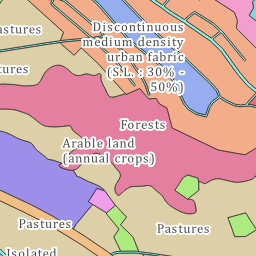 Discontinuous
medium density
urban fabric
(S.L. : 30% -
50%)
Pastures
Pastures
Forests
Arable land
(annual crops)
Pastures
Pastures
Isolated